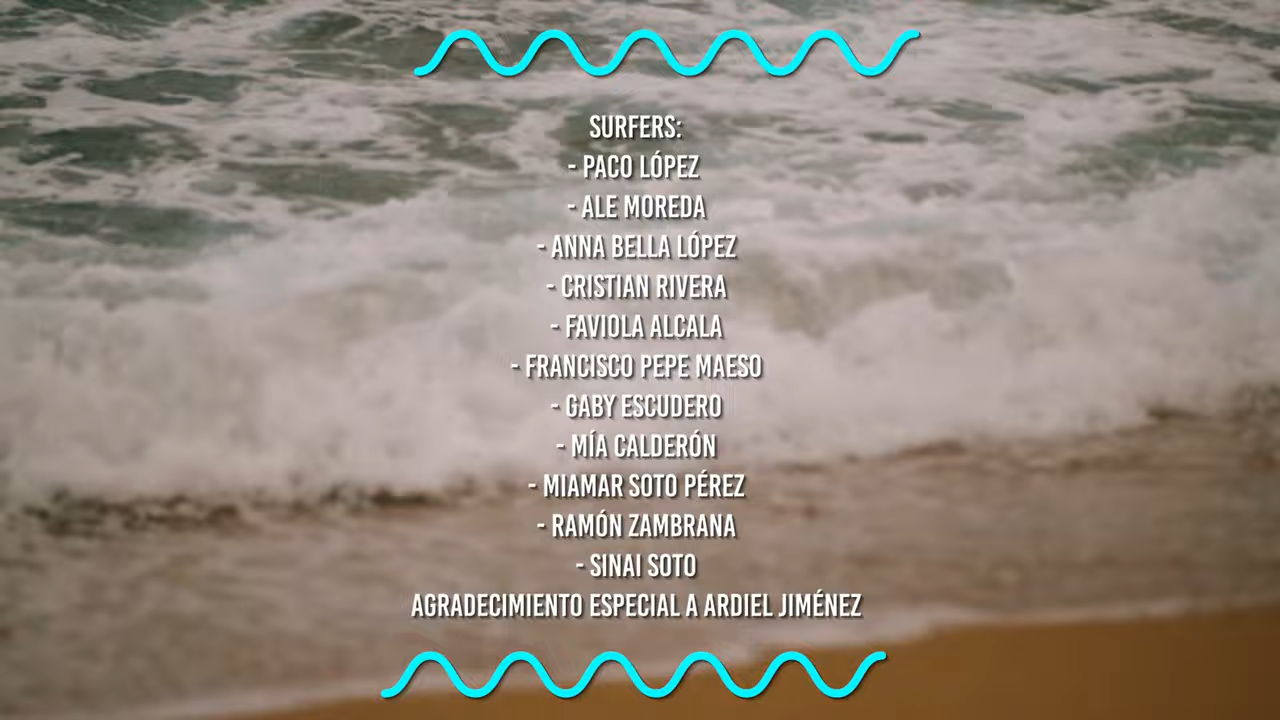 SURFERS:
- PACO LÓPEZ
- ALE MOREDA
- ANNA BELLA LÓPEZ
- CRISTIAN RIVERA
- FAVIOLA ALCALA
- FRANCISCO PEPE MAESO
- GABY ESCUDERO
- MÍA CALDERÓN
- MIAMAR SOTO PÉREZ
- RAMÓN ZAMBRANA
- SINAI SOTO
AGRADECIMIENTO ESPECIAL A ARDIEL JIMÉNEZ